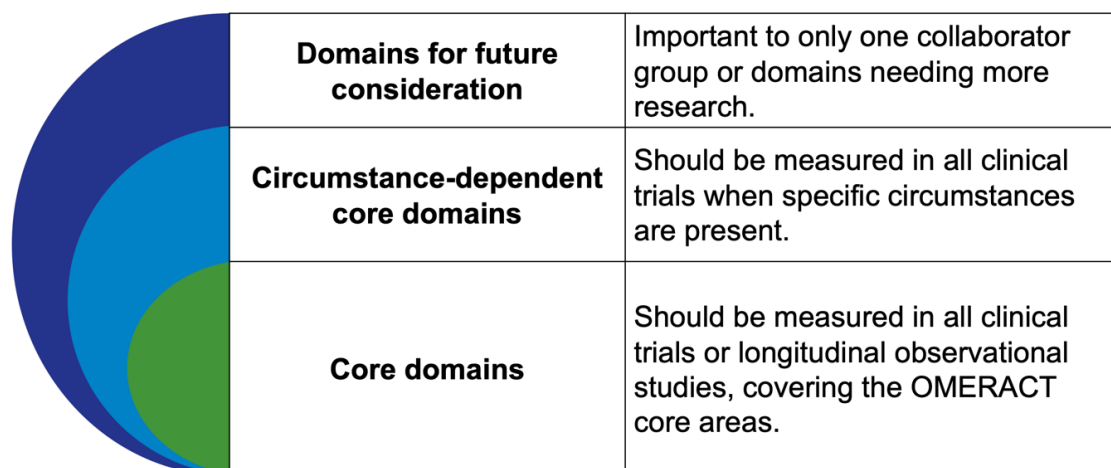 Domains for future
consideration
Important to only one collaborator
group or domains needing more
research.
Circumstance-dependent
core domains
Should be measured in all clinical
trials when specific circumstances
are present.
Core domains
Should be measured in all clinical
trials or longitudinal observational
studies, covering the OMERACT
core areas.